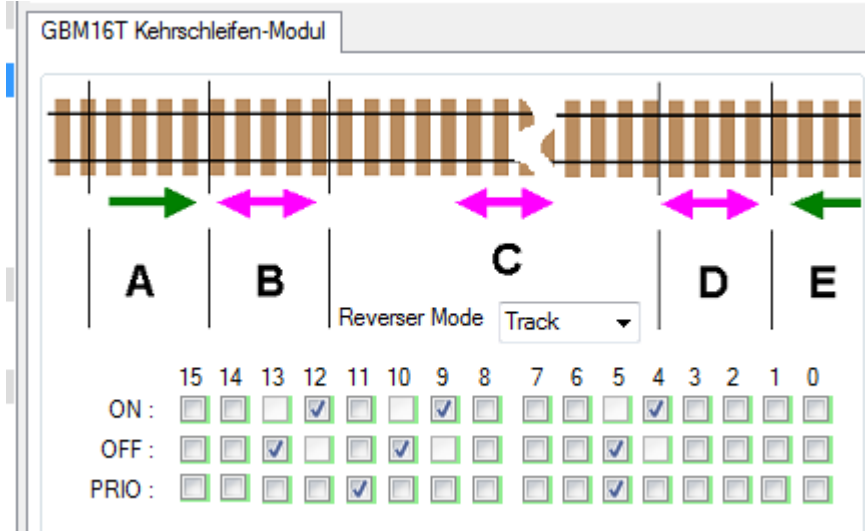 GBM16T Kehrschleifen-Modul
A B C D E
Reverser Mode Track
15 14 13 12 11 10 9 8 7 6 5 4 3 2 1 0
ON :
OFF :
PRIO :